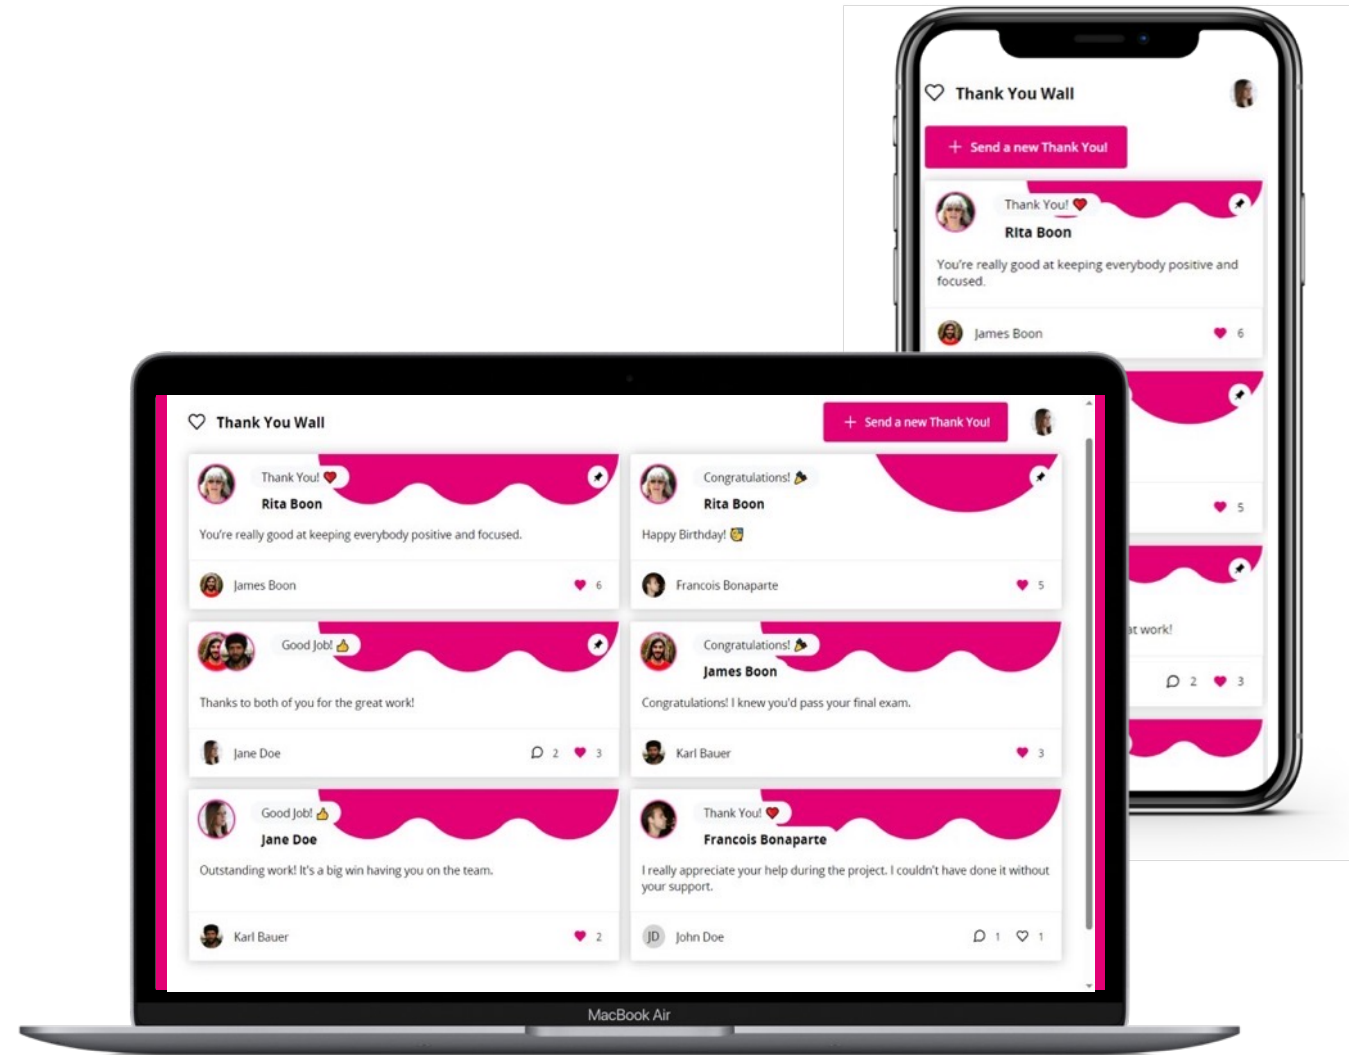 Thank You Wall
+ Send a new Thank You!
Thank You!
Rita Boon
You're really good at keeping everybody positive and
focused.
James Boon
6
5
at work!
2 3
Thank You Wall
+ Send a new Thank You!
Thank You!
Rita Boon
You're really good at keeping everybody positive and focused.
James Boon
6
Congratulations!
Rita Boon
Happy Birthday!
Francois Bonaparte
5
Good Job!
Thanks to both of you for the great work!
Jane Doe
2 3
Congratulations!
James Boon
Congratulations! I knew you'd pass your final exam.
Karl Bauer
3
Good Job!
Jane Doe
Outstanding work! It's a big win having you on the team.
Karl Bauer
2
Thank You!
Francois Bonaparte
I really appreciate your help during the project. I couldn't have done it without
your support.
JD John Doe
1 1
MacBook Air